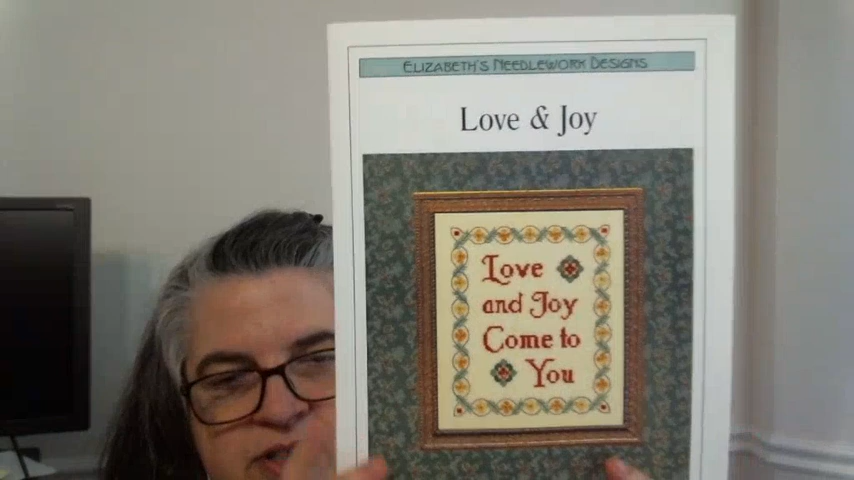 Elizabeth's Needlework Designs
Love & Joy
Love
and Joy
Come to
You